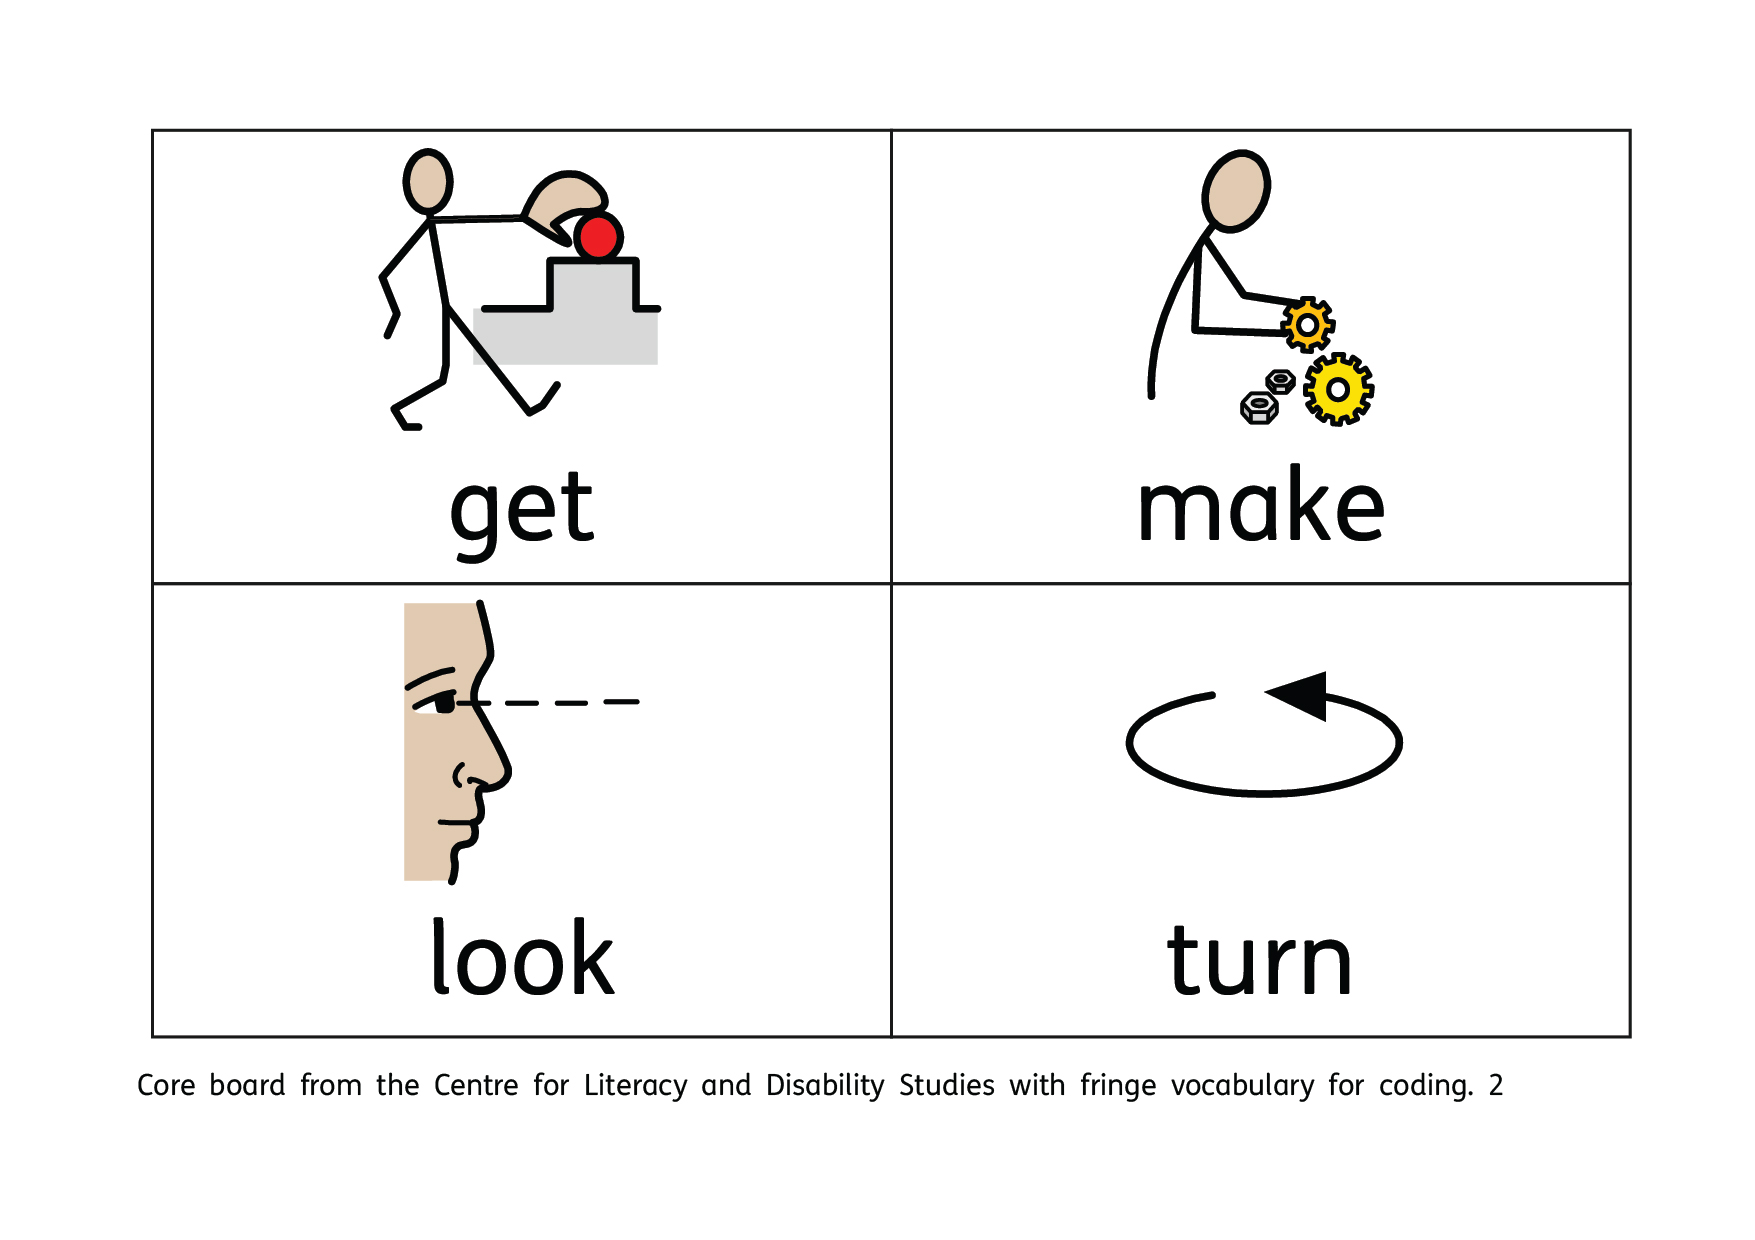 get
make
look
turn
Core board from the Centre for Literacy and Disability Studies with fringe vocabulary for coding. 2